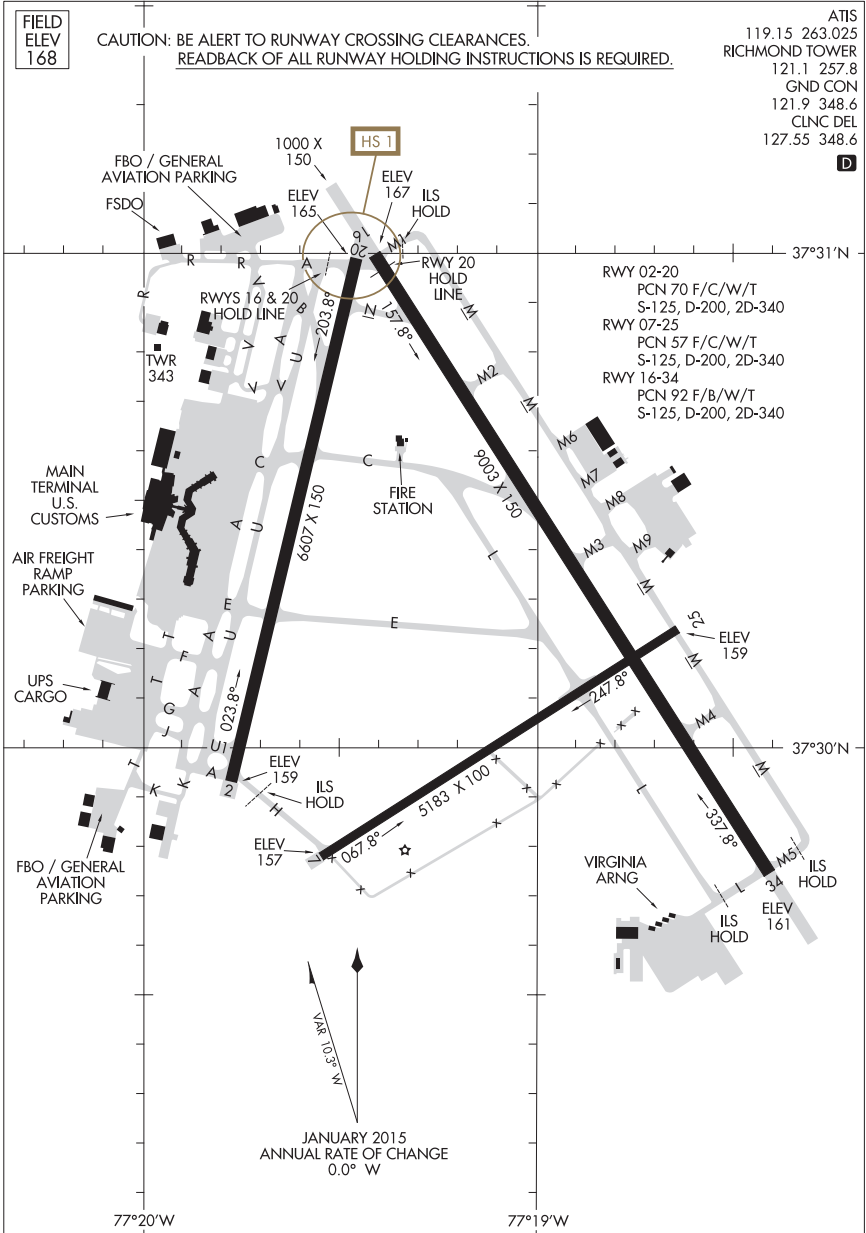 FIELD
ELEV
168
CAUTION: BE ALERT TO RUNWAY CROSSING CLEARANCES.
READBACK OF ALL RUNWAY HOLDING INSTRUCTIONS IS REQUIRED.
ATIS
119.15 263.025
RICHMOND TOWER
121.1 257.8
GND CON
121.9 348.6
CLNC DEL
127.55 348.6
D
HS 1
1000 X
150
FBO / GENERAL
AVIATION PARKING
FSDO
ELEV
165
ELEV
167
ILS
HOLD
16
20
M1
37°31'N
R
R
R
A
V
B
RWYS 16 & 20
HOLD LINE
RWY 20
HOLD
LINE
203.8°
157.8°
N
M
RWY 02-20
PCN 70 F/C/W/T
S-125, D-200, 2D-340
RWY 07-25
PCN 57 F/C/W/T
S-125, D-200, 2D-340
RWY 16-34
PCN 92 F/B/W/T
S-125, D-200, 2D-340
TWR
343
V
A
U
V
V
M2
M
M6
M7
M8
M3
M9
M
MAIN
TERMINAL
U.S.
CUSTOMS
C
C
FIRE
STATION
9003 X 150
6607 X 150
A
U
L
AIR FREIGHT
RAMP
PARKING
E
E
T
A
U
F
T
A
UPS
CARGO
G
J
023.8°
25
ELEV
159
M
247.8°
M4
U1
37°30'N
T
K
K
A
2
ELEV
159
ILS
HOLD
H
5183 X 100
M
L
067.8°
ELEV
157
7
337.8°
FBO / GENERAL
AVIATION
PARKING
VIRGINIA
ARNG
L
M5
ILS
HOLD
34
ELEV
161
ILS
HOLD
VAR 10.3° W
JANUARY 2015
ANNUAL RATE OF CHANGE
0.0° W
77°20'W
77°19'W